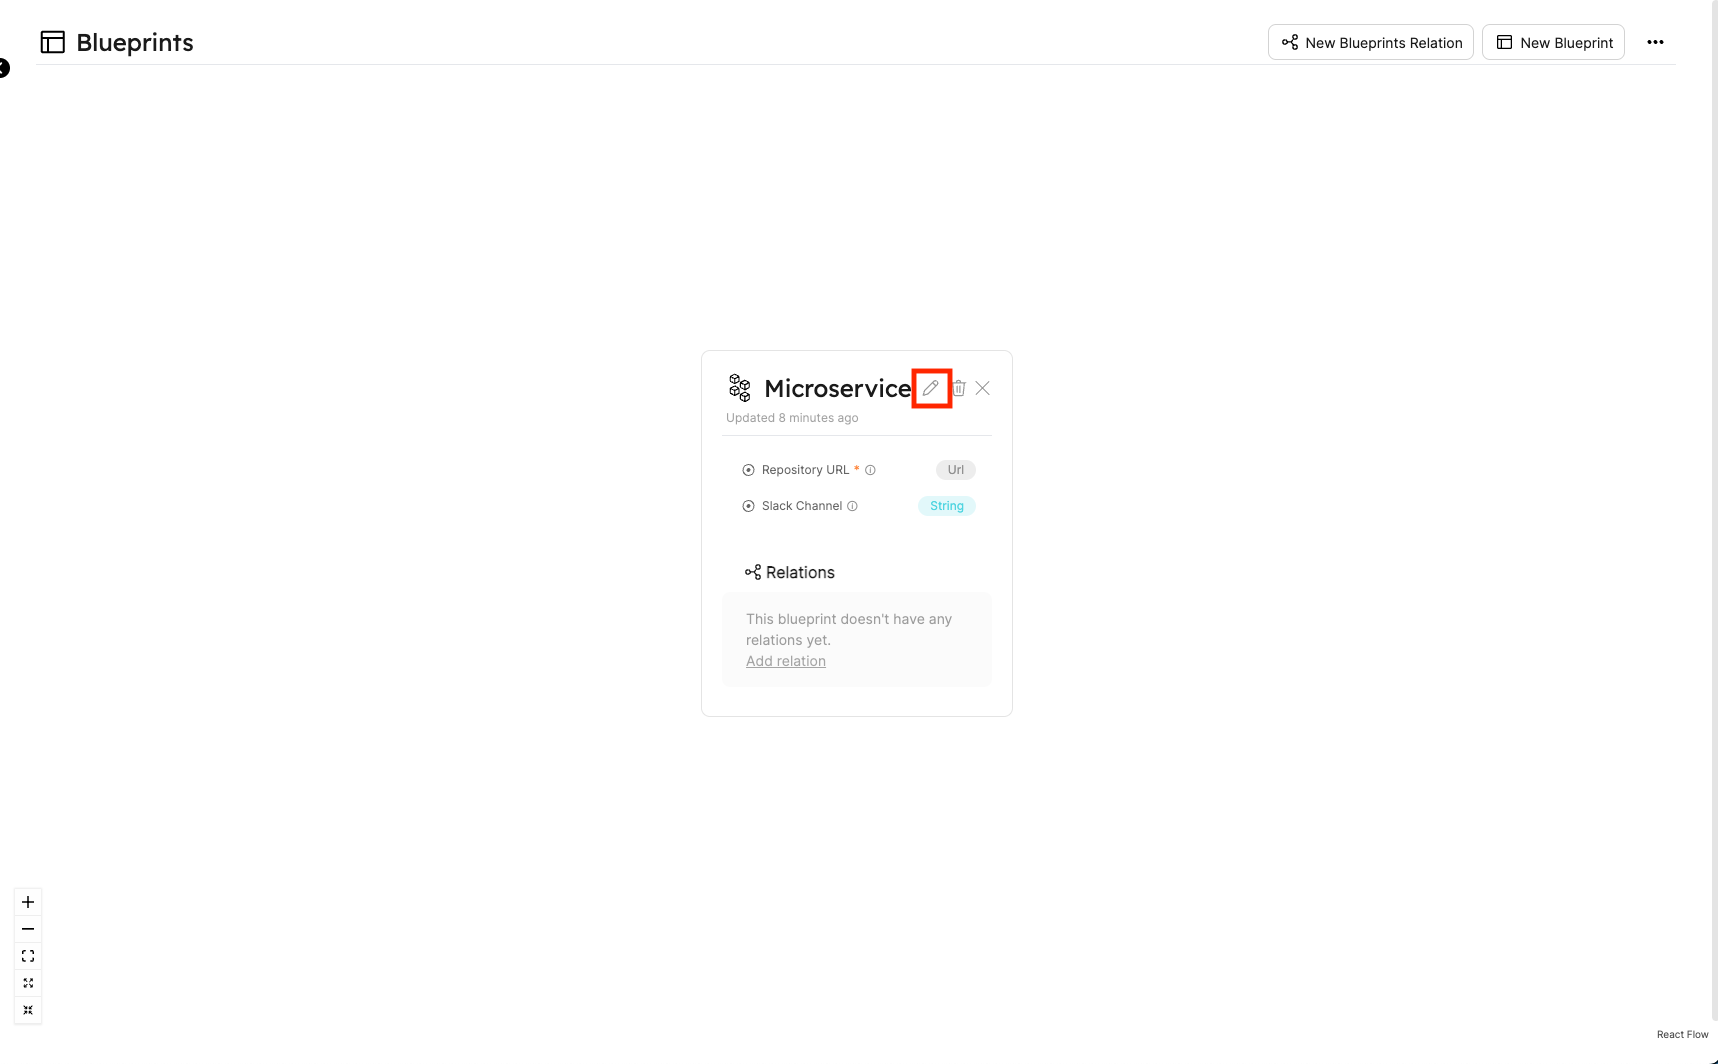 Blueprints
New Blueprints Relation
New Blueprint
Microservice
Updated 8 minutes ago
Repository URL *
Url
Slack Channel
String
Relations
This blueprint doesn't have any
relations yet.
Add relation
React Flow